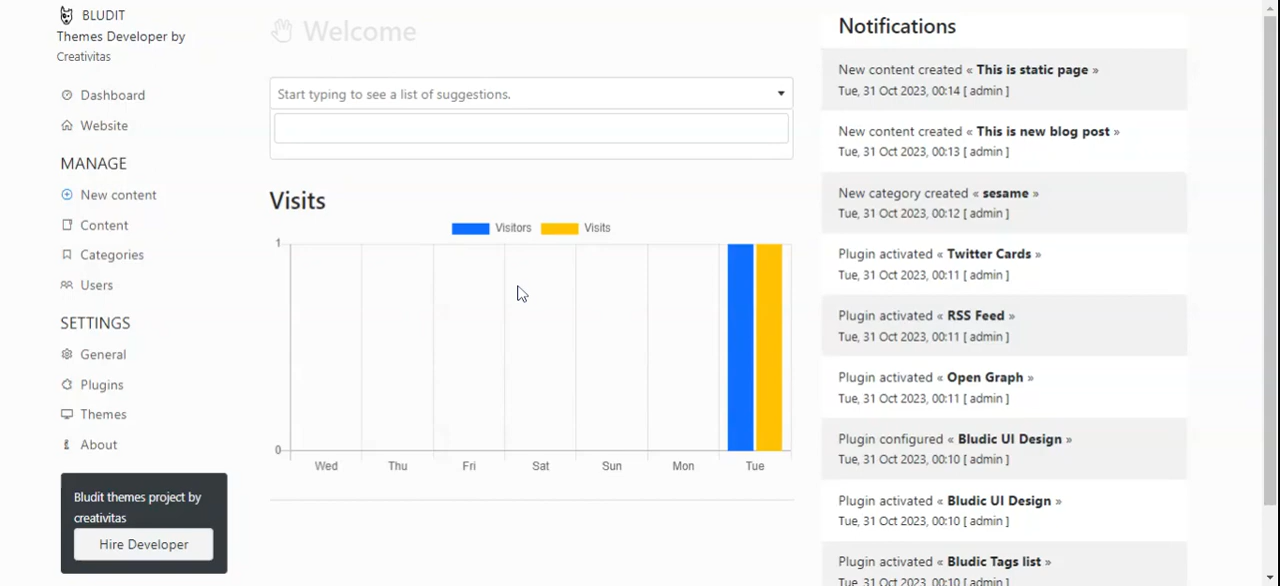 BLUDIT
Themes Developer by
Creativitas
Dashboard
Website
MANAGE
New content
Content
Categories
Users
SETTINGS
General
Plugins
Themes
About
Bludit themes project by
creativitas
Hire Developer
Welcome
Start typing to see a list of suggestions.
Visits
Visitors
Visits
1
0
Wed
Thu
Fri
Sat
Sun
Mon
Tue
Notifications
New content created « This is static page »
Tue, 31 Oct 2023, 00:14 [ admin ]
New content created « This is new blog post »
Tue, 31 Oct 2023, 00:13 [ admin ]
New category created « sesame »
Tue, 31 Oct 2023, 00:12 [ admin ]
Plugin activated « Twitter Cards »
Tue, 31 Oct 2023, 00:11 [ admin ]
Plugin activated « RSS Feed »
Tue, 31 Oct 2023, 00:11 [ admin ]
Plugin activated « Open Graph »
Tue, 31 Oct 2023, 00:11 [ admin ]
Plugin configured « Bludic UI Design »
Tue, 31 Oct 2023, 00:10 [ admin ]
Plugin activated « Bludic UI Design »
Tue, 31 Oct 2023, 00:10 [ admin ]
Plugin activated « Bludic Tags list »
Tue, 31 Oct 2023, 00:10 [ admin ]